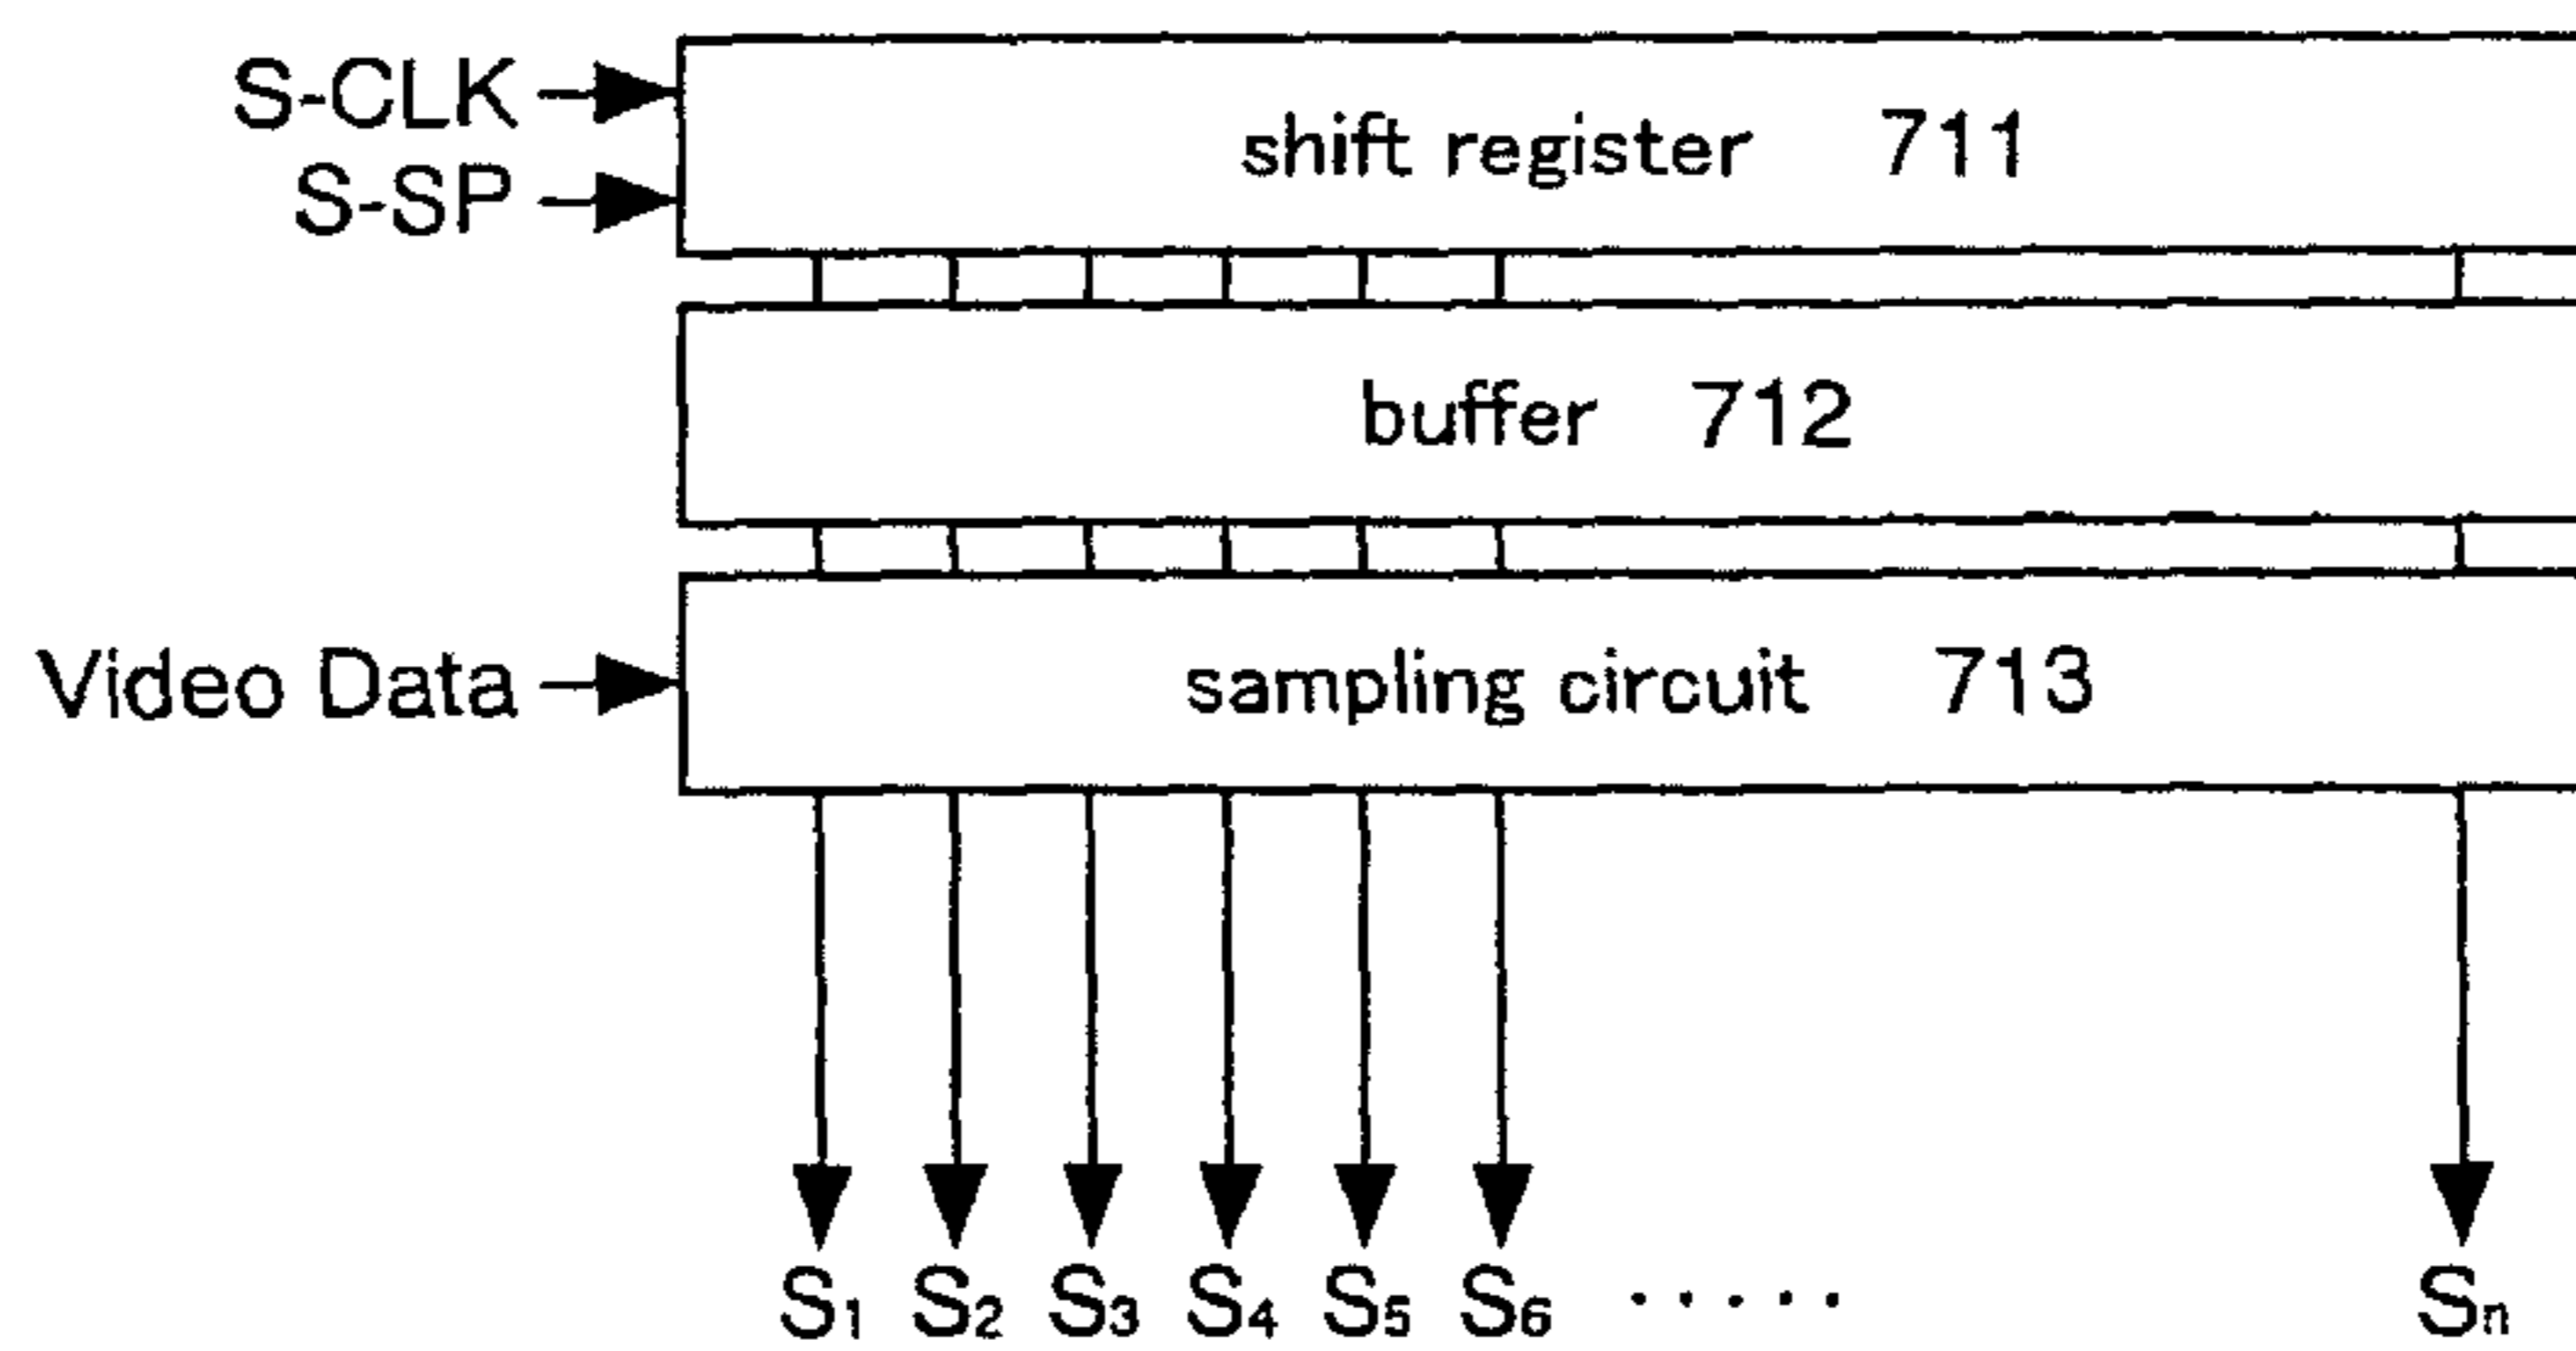 S-CLK
S-SP
shift register 711
buffer 712
Video Data
sampling circuit 713
S1 S2 S3 S4 S5 S6 ..... Sn